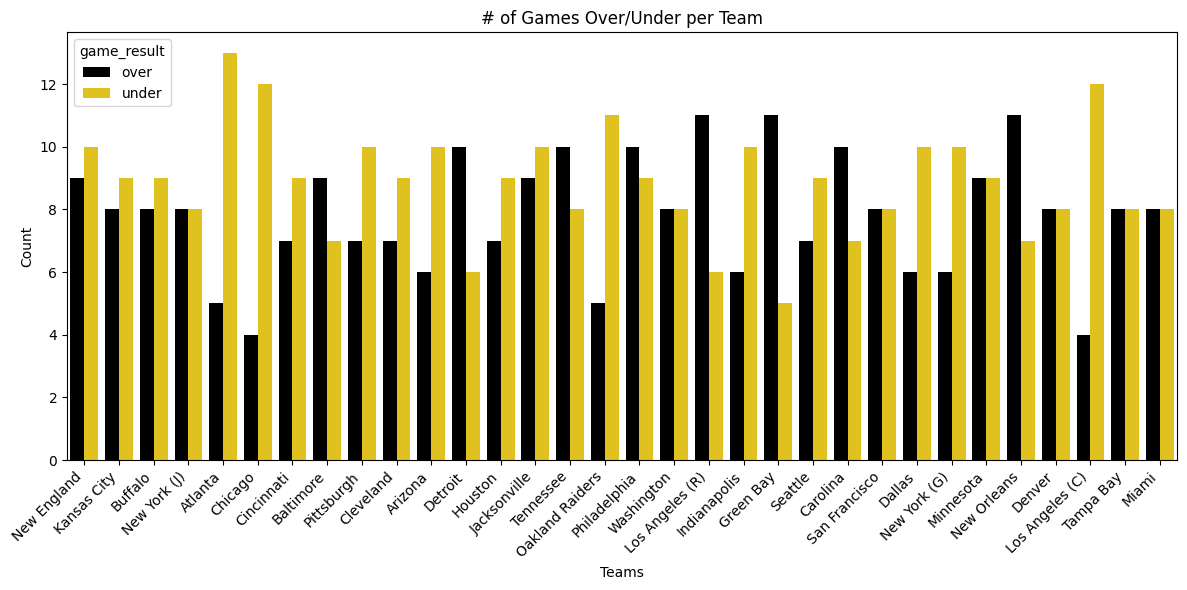 # of Games Over/Under per Team
game_result
over
under
Count
12
10
8
6
4
2
0
New England
Kansas City
Buffalo
New York (J)
Atlanta
Chicago
Cincinnati
Baltimore
Pittsburgh
Cleveland
Arizona
Detroit
Houston
Jacksonville
Tennessee
Oakland Raiders
Philadelphia
Washington
Los Angeles (R)
Indianapolis
Green Bay
Seattle
Carolina
San Francisco
Dallas
New York (G)
Minnesota
New Orleans
Denver
Los Angeles (C)
Tampa Bay
Miami
Teams